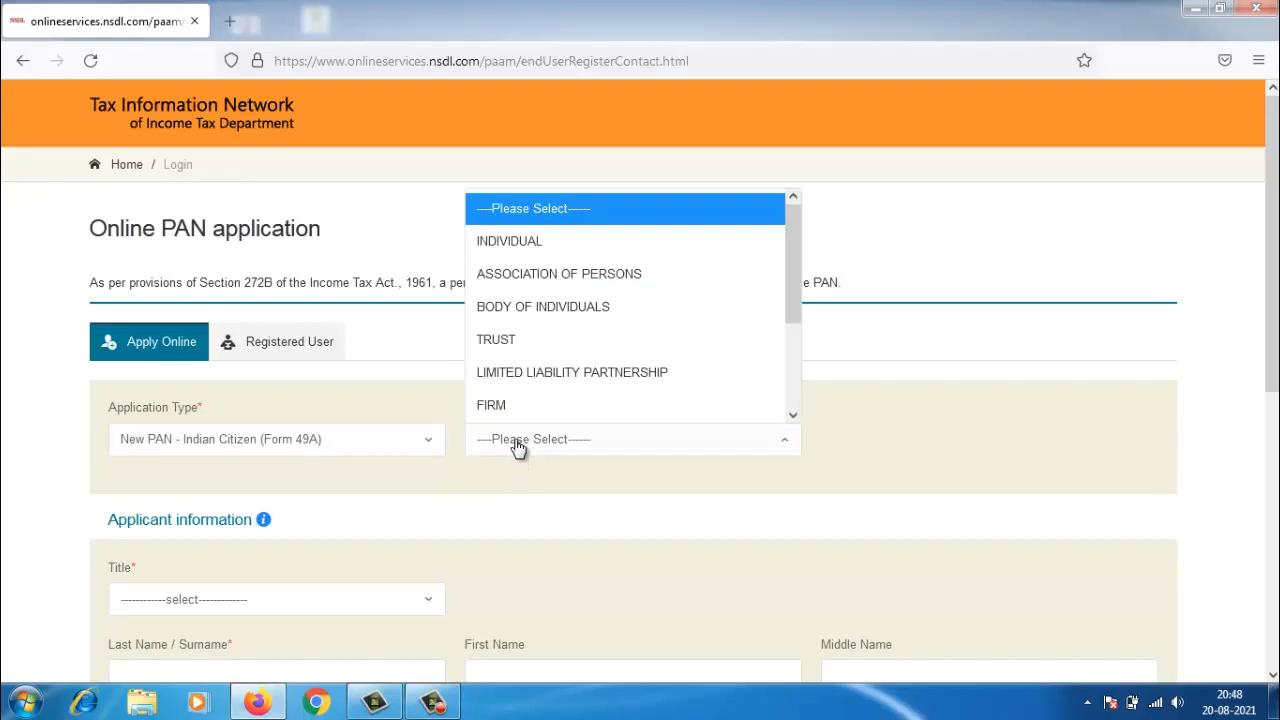 NSDL onlineservices.nsdl.com/paam/
https://www.onlineservices.nsdl.com/paam/endUserRegisterContact.html
Tax Information Network
of Income Tax Department
Home / Login
Online PAN application
As per provisions of Section 272B of the Income Tax Act., 1961, a pe
e PAN.
----Please Select------
INDIVIDUAL
ASSOCIATION OF PERSONS
BODY OF INDIVIDUALS
TRUST
LIMITED LIABILITY PARTNERSHIP
FIRM
Apply Online
Registered User
Application Type*
New PAN - Indian Citizen (Form 49A)
----Please Select------
Applicant information
Title*
------------select-------------
Last Name / Surname*
First Name
Middle Name
20:48
20-08-2021